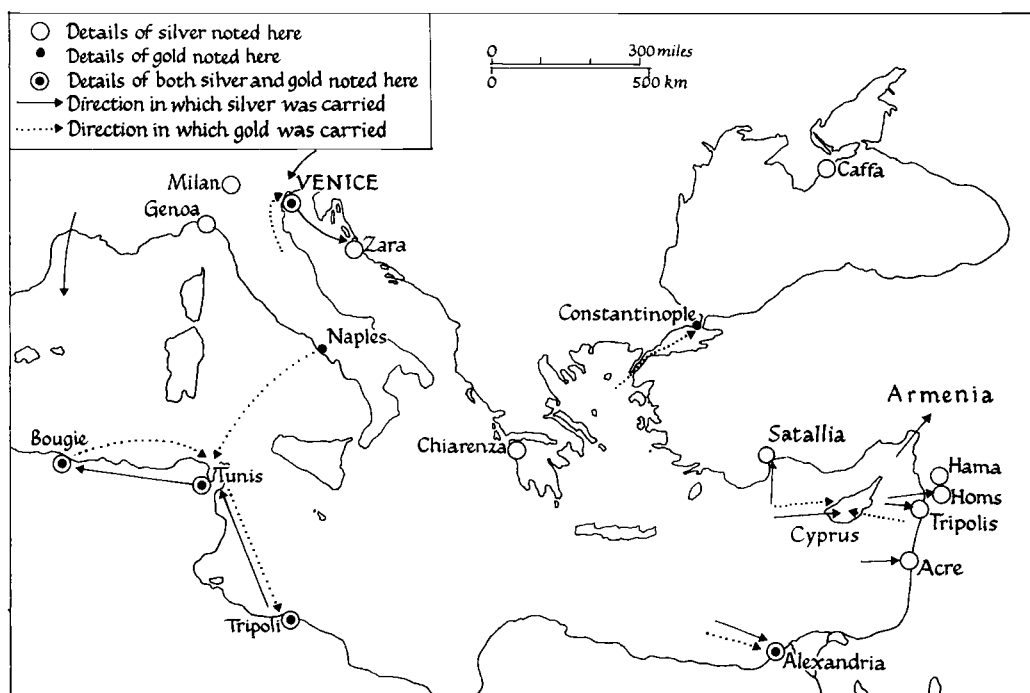 Details of silver noted here
Details of gold noted here
Details of both silver and gold noted here
Direction in which silver was carried
Direction in which gold was carried
0 300 miles
0 500 km
Milan
VENICE
Genoa
Zara
Caffa
Constantinople
Naples
Armenia
Bougie
Chiarenza
Satallia
Tunis
Hama
Homs
Cyprus
Tripolis
Acre
Tripoli
Alexandria